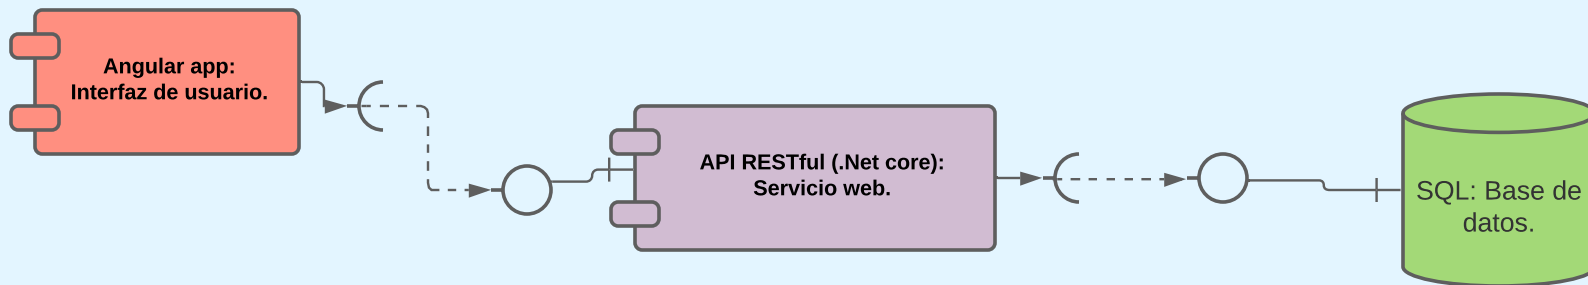 Angular app:
Interfaz de usuario.
API RESTful (.Net core):
Servicio web.
SQL: Base de
datos.